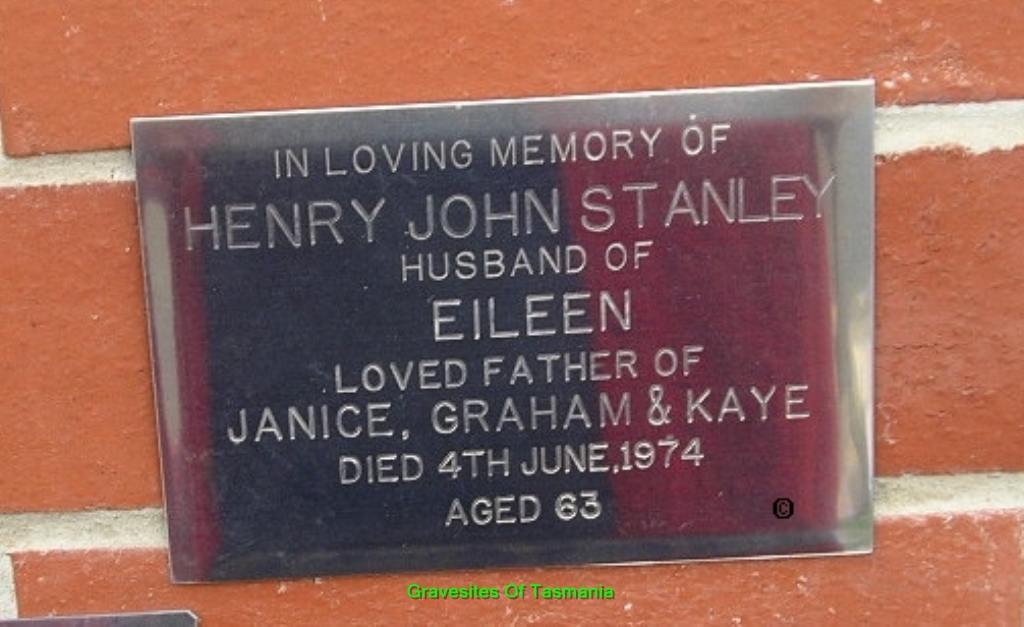 IN LOVING MEMORY OF
HENRY JOHN STANLEY
HUSBAND OF
EILEEN
LOVED FATHER OF
JANICE, GRAHAM & KAYE
DIED 4TH JUNE, 1974
AGED 63
©
Gravesites Of Tasmania